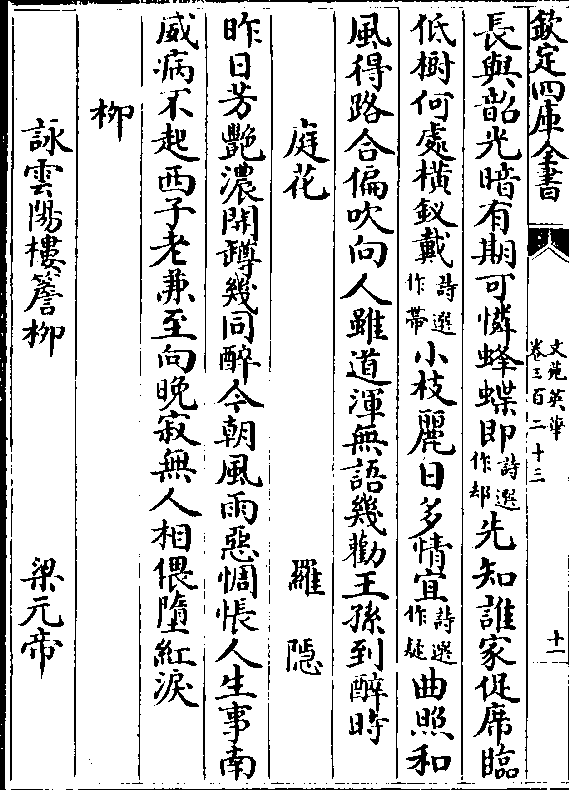 欽定四庫全書
文苑英華
卷三百二十三
十一
長與韶光暗有期可憐蜂蝶即詩選作却先知誰家促席臨
低樹何處橫釵戴詩選作帶小枝麗日多情宜詩選作疑曲照和
風得路合偏吹向人雖道渾無語幾勸王孫到醉時
庭花 羅隱
昨日芳艷濃開罇幾同醉今朝風雨惡惆悵人生事南
威病不起西子老兼至向晚寂無人相偎墮紅淚
柳
詠雲陽樓簷柳 梁元帝